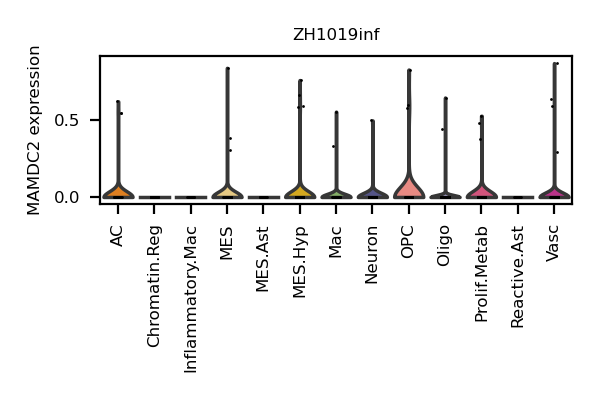 ZH1019inf
MAMDC2 expression
0.5
0.0
AC
Chromatin.Reg
Inflammatory.Mac
MES
MES.Ast
MES.Hyp
Mac
Neuron
OPC
Oligo
Prolif.Metab
Reactive.Ast
Vasc